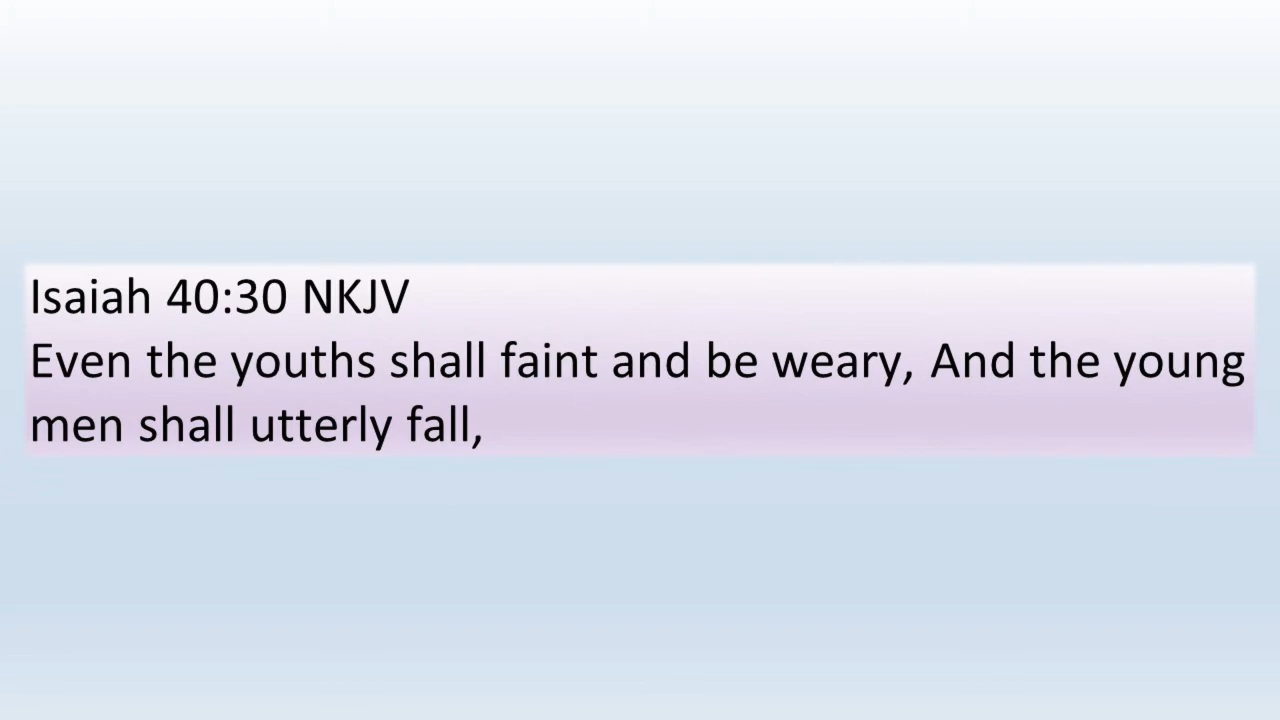 Isaiah 40:30 NKJV
Even the youths shall faint and be weary, And the young
men shall utterly fall,